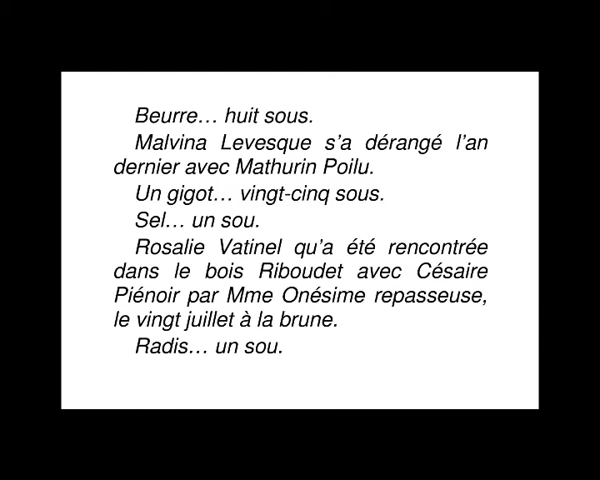 Beurre… huit sous.
Malvina Levesque s’a dérangé l’an
dernier avec Mathurin Poilu.
Un gigot… vingt-cinq sous.
Sel… un sou.
Rosalie Vatinel qu’a été rencontrée
dans le bois Riboudet avec Césaire
Piénoir par Mme Onésime repasseuse,
le vingt juillet à la brune.
Radis… un sou.